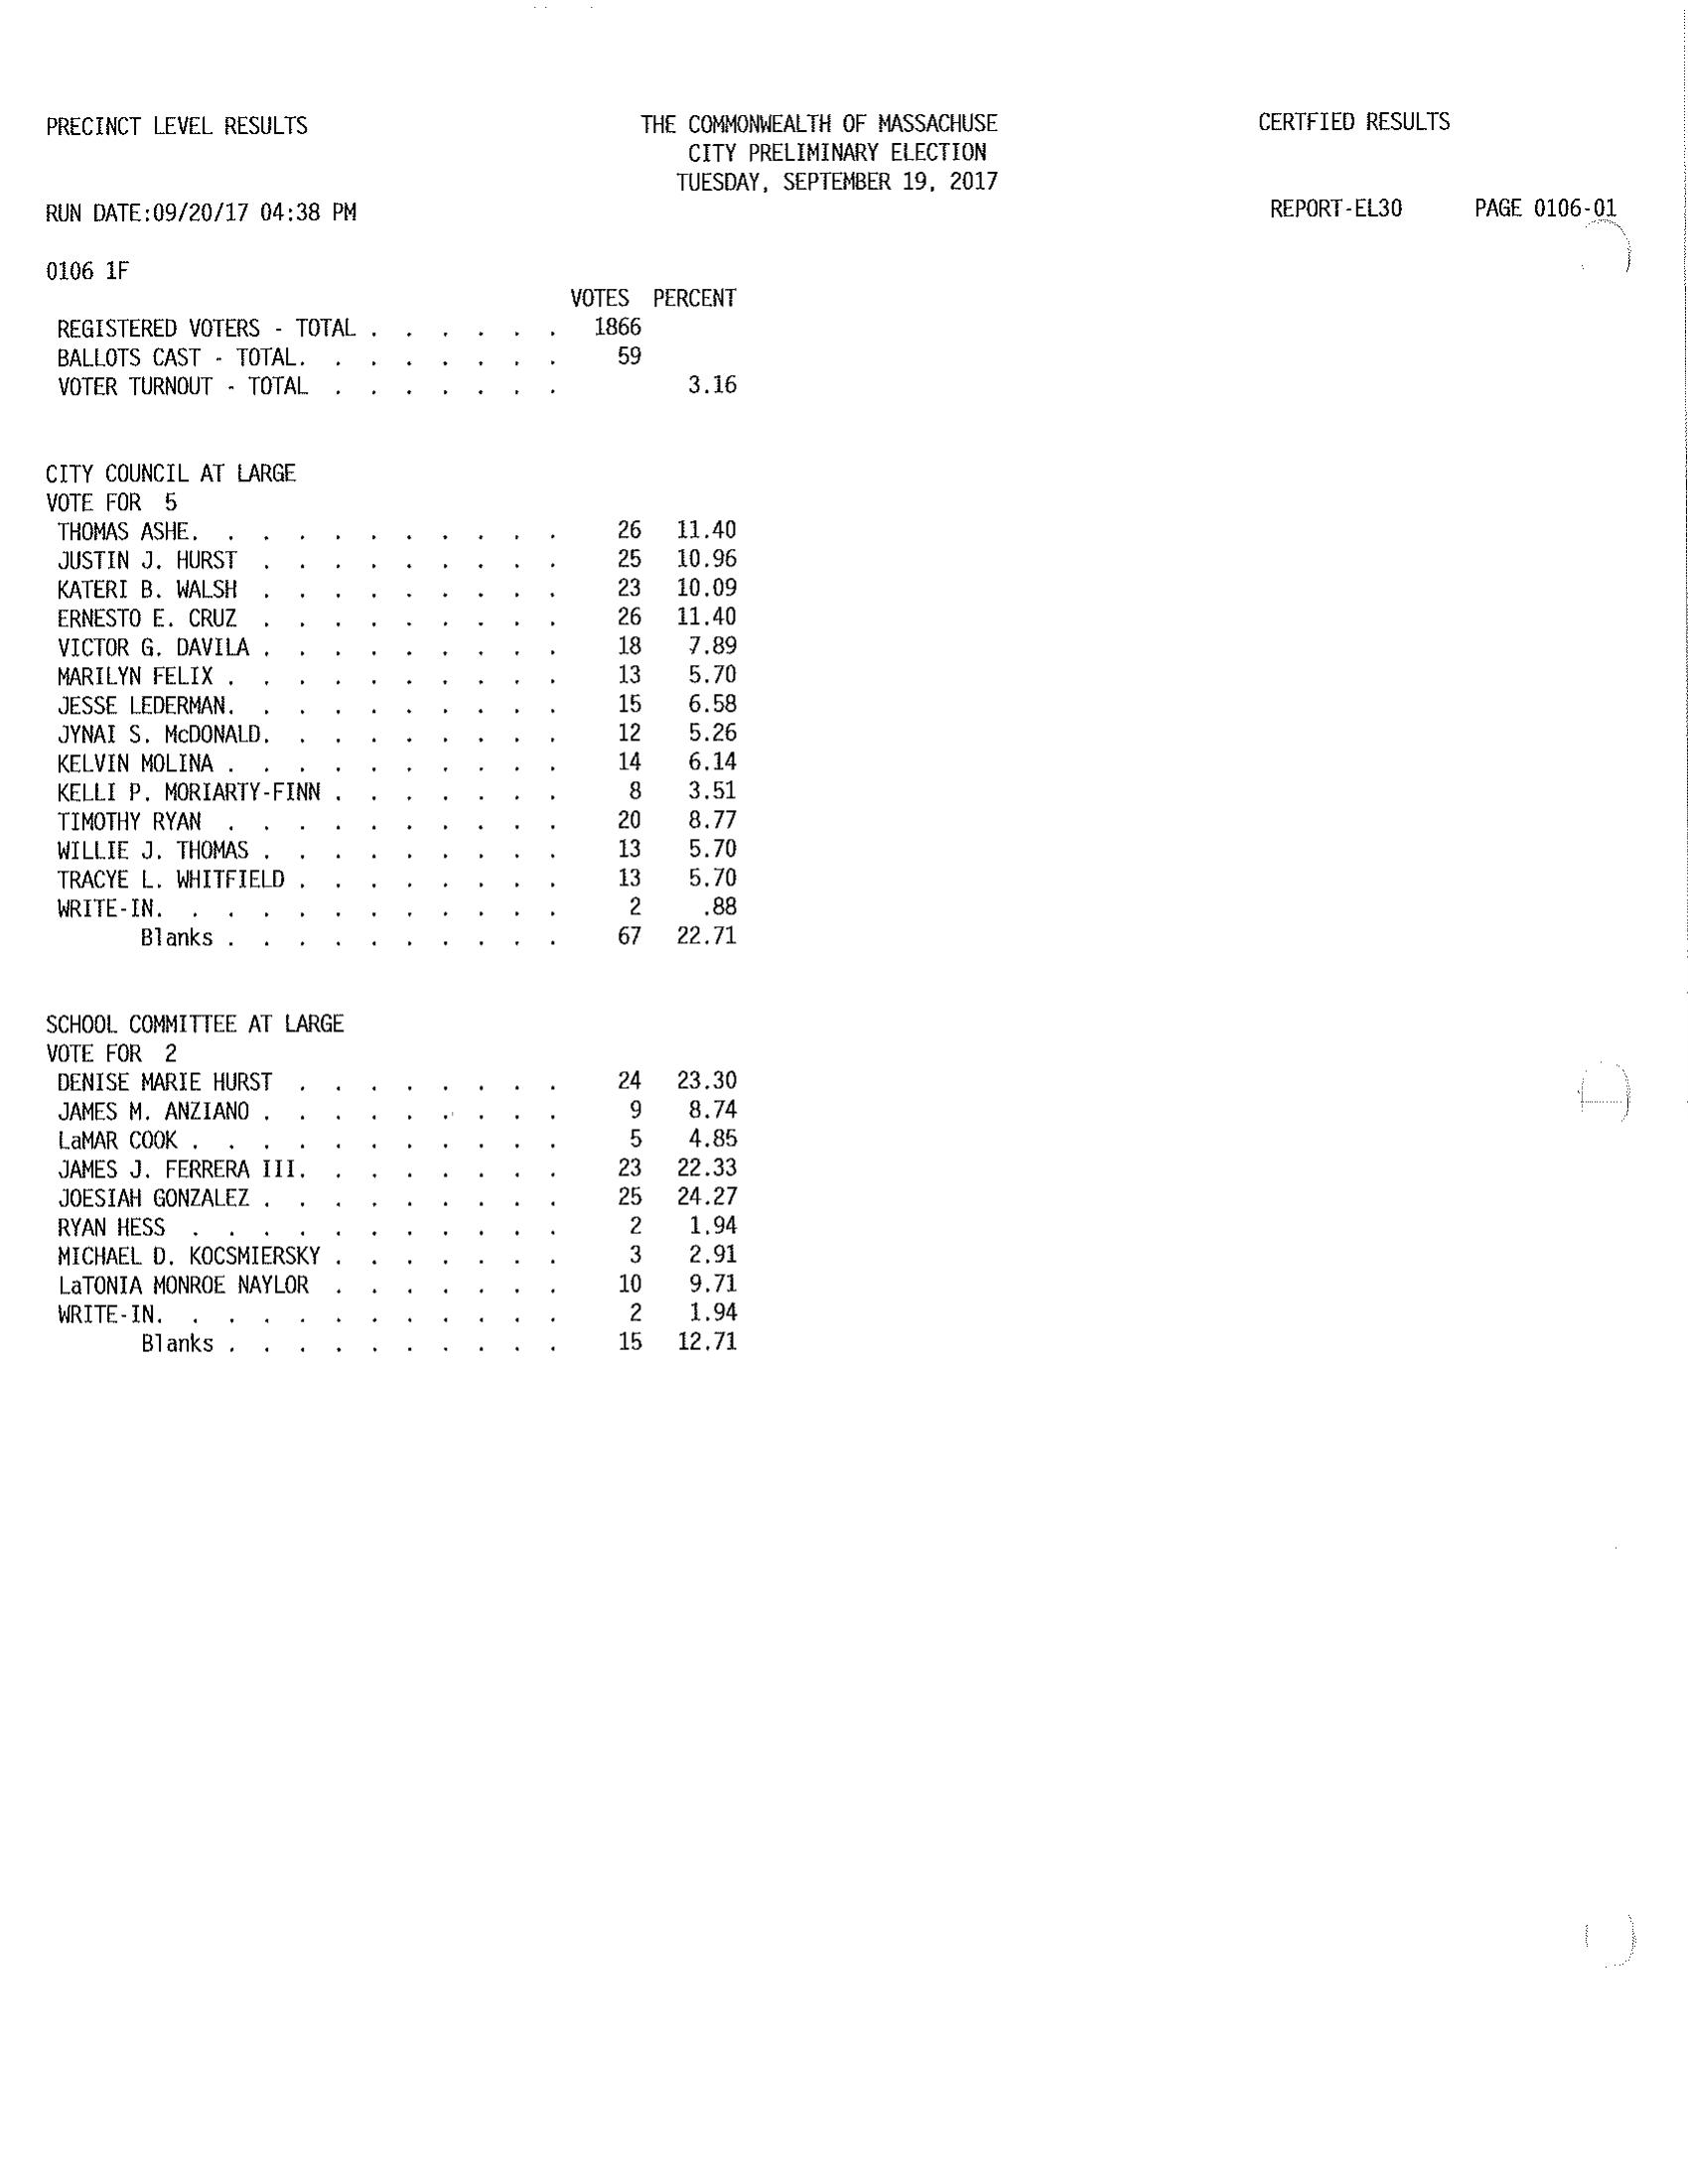 PRECINCT LEVEL RESULTS THE COMMONWEALTH OF MASSACHUSE CERTFIED RESULTS
CITY PRELIMINARY ELECTION
TUESDAY, SEPTEMBER 19, 2017
RUN DATE:09/20/17 04:38 PM REPORT-EL30 PAGE 0106-01
0106 1F
VOTES PERCENT
REGISTERED VOTERS - TOTAL . . . . . . 1866
BALLOTS CAST - TOTAL. . . . . . . . 59
VOTER TURNOUT - TOTAL . . . . . . . 3.16
CITY COUNCIL AT LARGE
VOTE FOR 5
THOMAS ASHE. . . . . . . . . . . 26 11.40
JUSTIN J. HURST . . . . . . . . . 25 10.96
KATERI B. WALSH . . . . . . . . . 23 10.09
ERNESTO E. CRUZ . . . . . . . . . 26 11.40
VICTOR G. DAVILA . . . . . . . . . 18 7.89
MARILYN FELIX . . . . . . . . . . 13 5.70
JESSE LEDERMAN. . . . . . . . . . 15 6.58
JYNAI S. McDONALD. . . . . . . . . 12 5.26
KELVIN MOLINA . . . . . . . . . . 14 6.14
KELLI P. MORIARTY-FINN . . . . . . . 8 3.51
TIMOTHY RYAN . . . . . . . . . . 20 8.77
WILLIE J. THOMAS . . . . . . . . . 13 5.70
TRACYE L. WHITFIELD . . . . . . . . 13 5.70
WRITE-IN. . . . . . . . . . . . 2 .88
Blanks . . . . . . . . . . 67 22.71
SCHOOL COMMITTEE AT LARGE
VOTE FOR 2
DENISE MARIE HURST . . . . . . . . 24 23.30
JAMES M. ANZIANO . . . . . . . . . 9 8.74
LaMAR COOK . . . . . . . . . . . 5 4.85
JAMES J. FERRERA III. . . . . . . . 23 22.33
JOESIAH GONZALEZ . . . . . . . . . 25 24.27
RYAN HESS . . . . . . . . . . . 2 1.94
MICHAEL D. KOCSMIERSKY . . . . . . . 3 2.91
LaTONIA MONROE NAYLOR . . . . . . . 10 9.71
WRITE-IN. . . . . . . . . . . . 2 1.94
Blanks . . . . . . . . . . 15 12.71